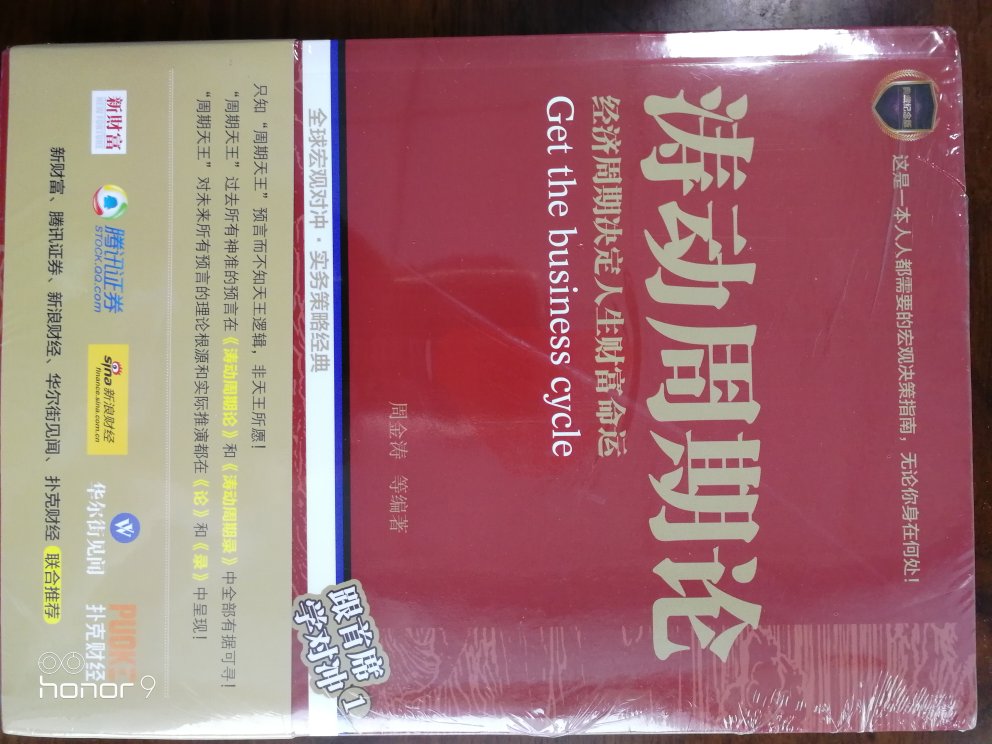 典藏纪念版
这是一本人人都需要的宏观决策指南，无论你身在何处！
涛动周期论
经济周期决定人生财富命运
Get the business cycle
周金涛 等编著
跟首席
学对冲 1
全球宏观对冲·实务策略经典
只知“周期天王”预言而不知天王逻辑，非天王所愿！
“周期天王”过去所有神准的预言在《涛动周期论》和《涛动周期录》中全部有据可寻！
“周期天王”对未来所有预言的理论根源和实际推演都在《论》和《录》中呈现！
新财富
腾讯证券
STOCK.QQ.com
sina新浪财经
finance.sina.com.cn
W
华尔街见闻
扑克财经
新财富、腾讯证券、新浪财经、华尔街见闻、扑克财经 联合推荐
honor 9